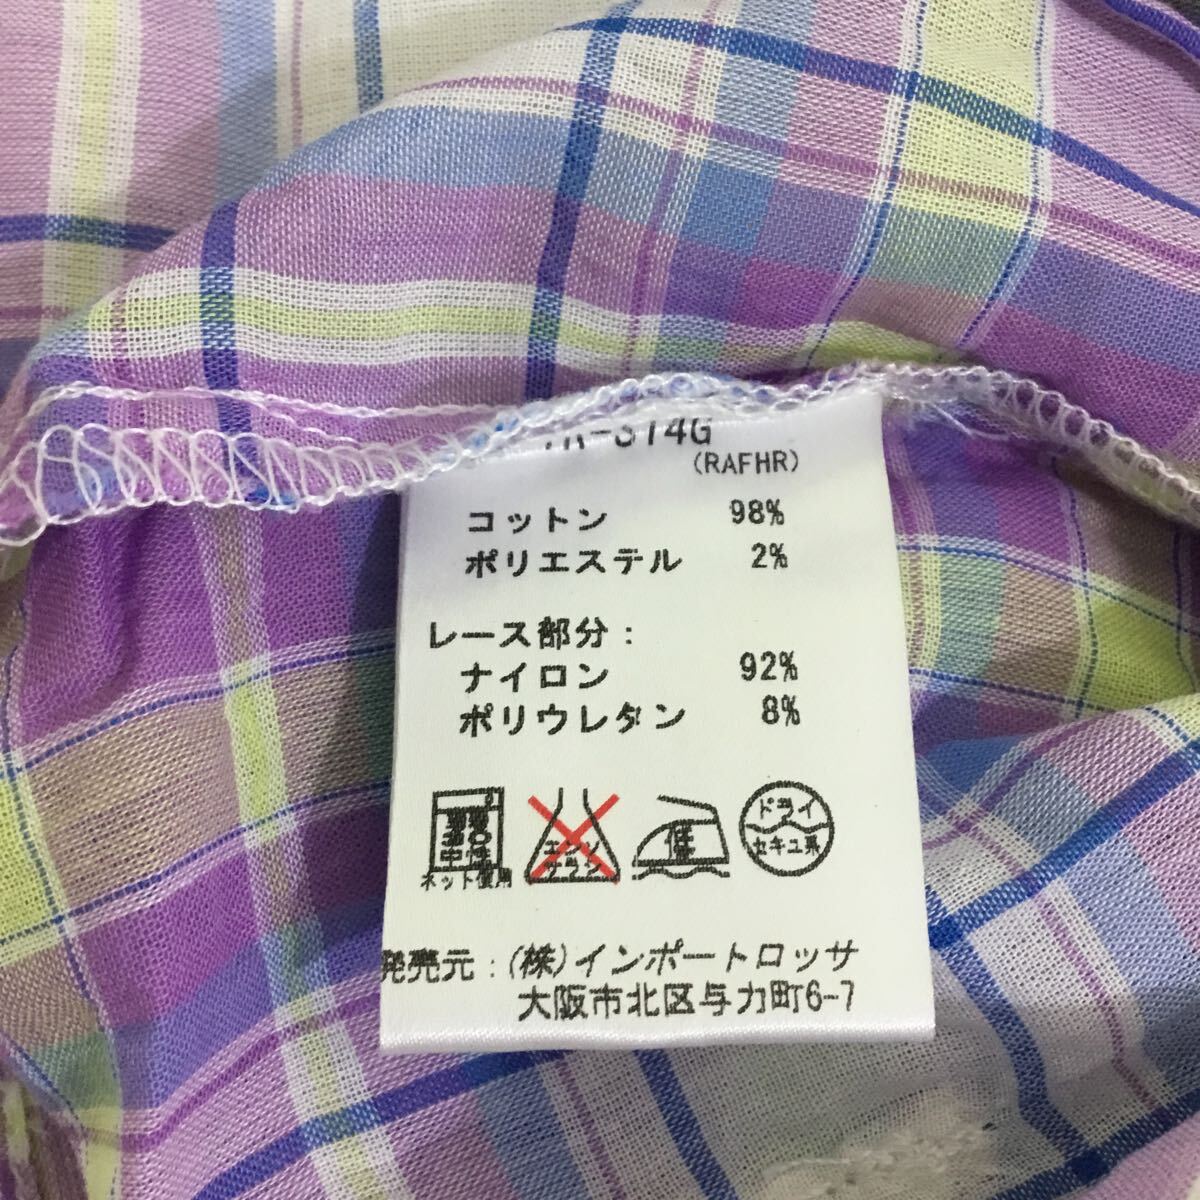 (RAFHR)
コットン 98%
ポリエステル 2%
レース部分：
ナイロン 92%
ポリウレタン 8%
ネット使用
エンソ
サラシ
低
ドライ
セキユ系
発売元：(株)インポートロッサ
大阪市北区与力町6-7